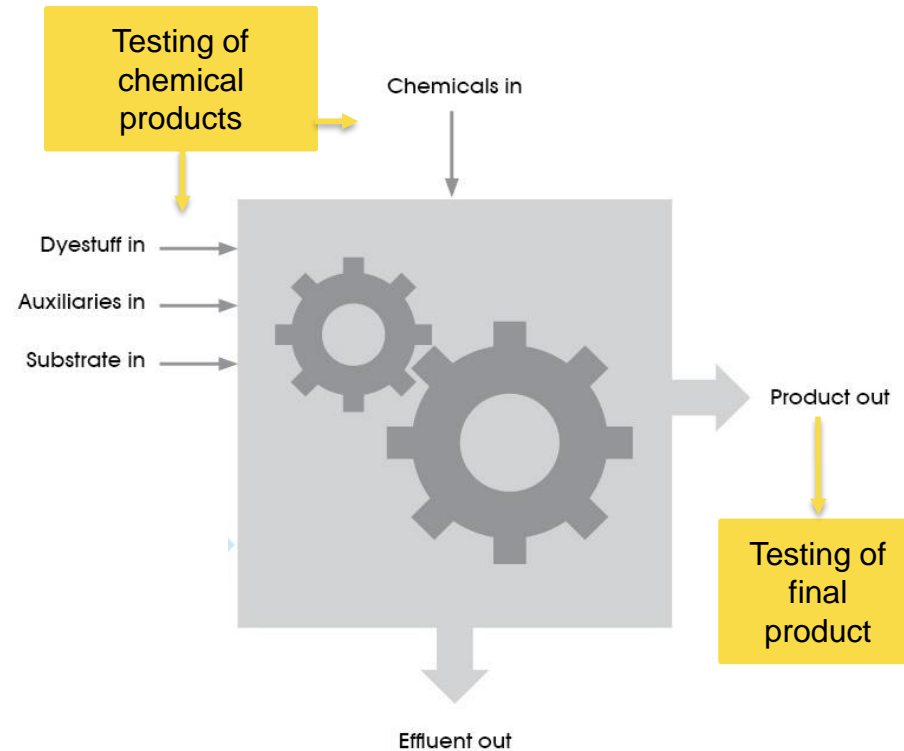 Testing of
chemical
products
Chemicals in
Dyestuff in
Auxiliaries in
Substrate in
Product out
Testing of
final
product
Effluent out